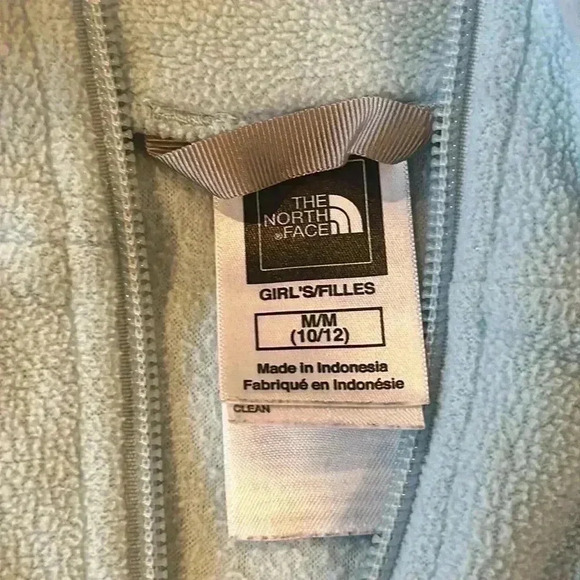 THE
NORTH
FACE
®
GIRL'S/FILLES
M/M
(10/12)
Made in Indonesia
Fabriqué en Indonésie
CLEAN